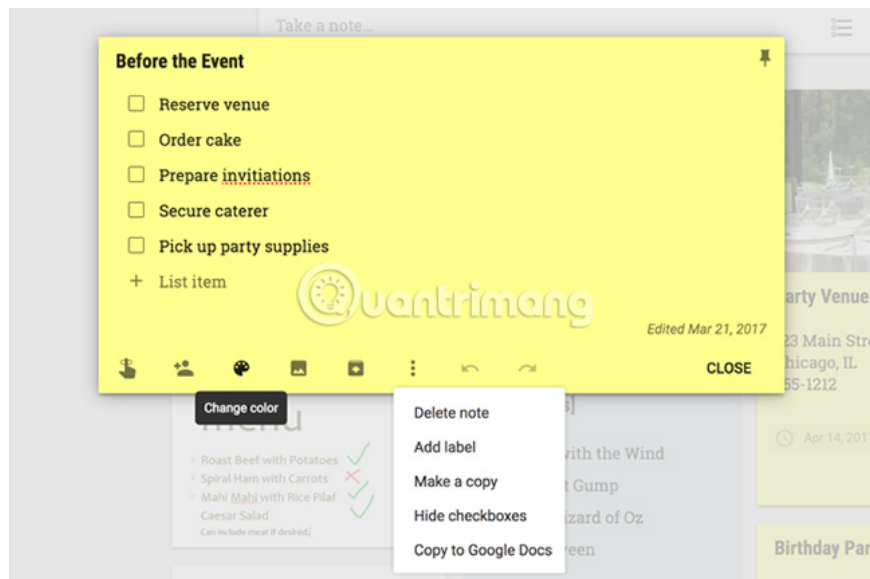 Take a note...
Before the Event
Reserve venue
Order cake
Prepare invitiations
Secure caterer
Pick up party supplies
+ List item
Quantrimang
Edited Mar 21, 2017
CLOSE
Change color
Delete note
Add label
Make a copy
Hide checkboxes
Copy to Google Docs
menu
Roast Beef with Potatoes
Spiral Ham with Carrots
Mahi Mahi with Rice Pilaf
Caesar Salad
Can include meat if desired.
s]
with the Wind
t Gump
izard of Oz
een
arty Venue
23 Main Str
hicago, IL
55-1212
Apr 14, 201
Birthday Par